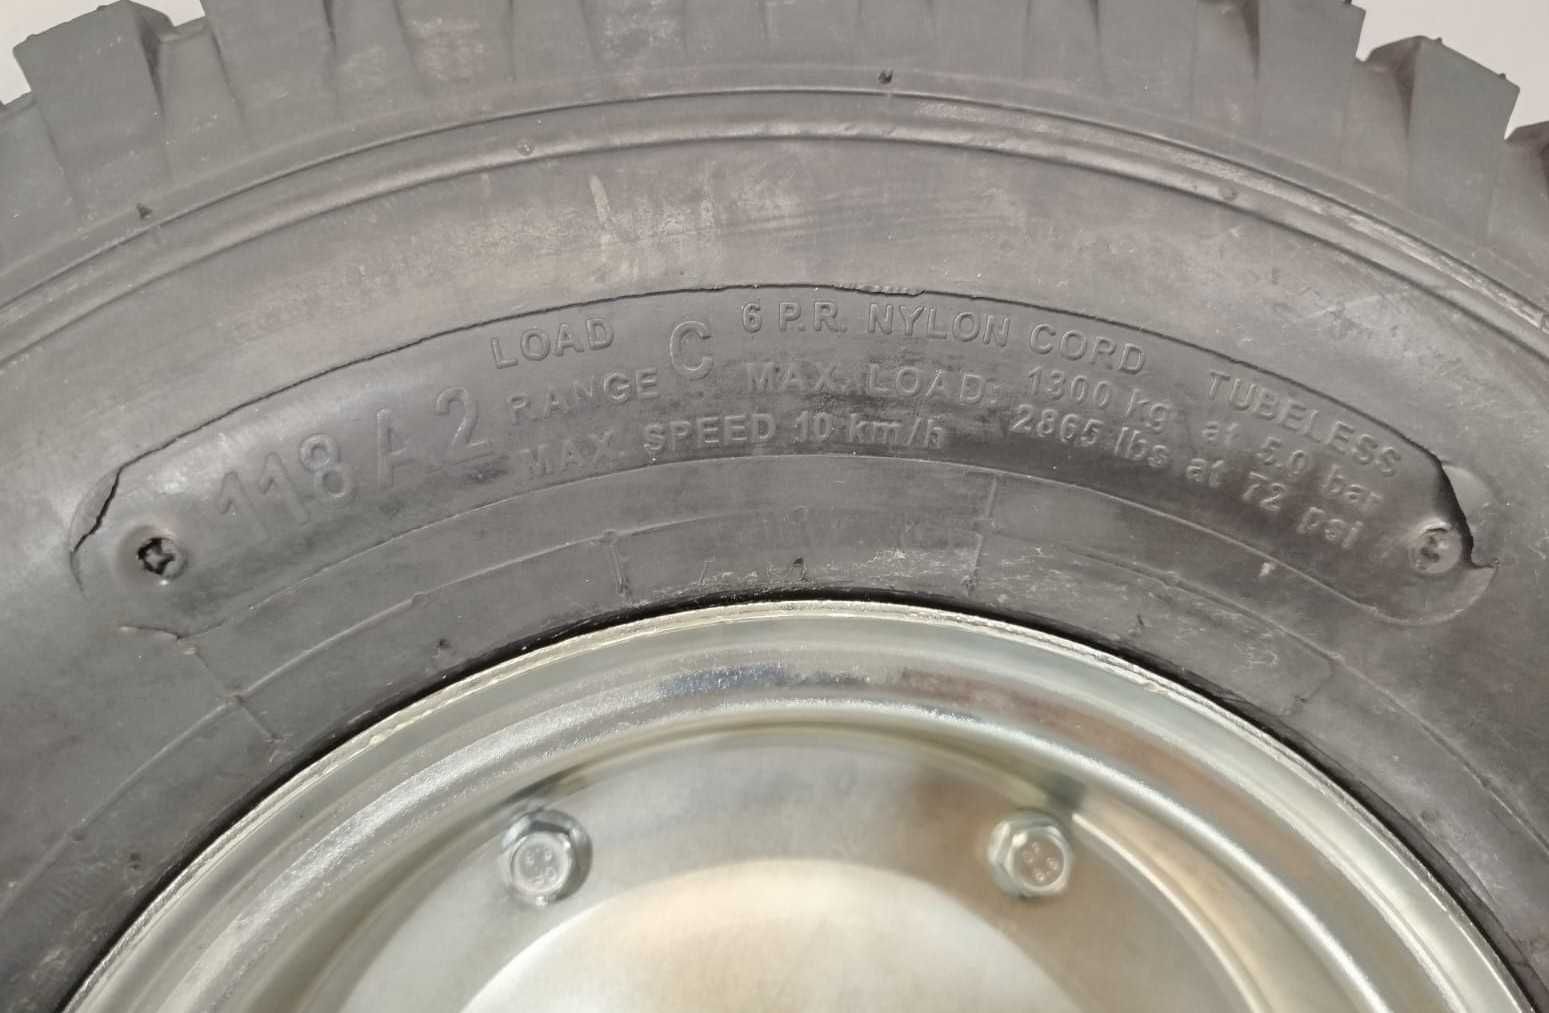 118 A 2
LOAD
RANGE
C
6 P.R. NYLON CORD TUBELESS
MAX. LOAD: 1300 kg at 5.0 bar
MAX. SPEED 10 km/h
2865 lbs at 72 psi